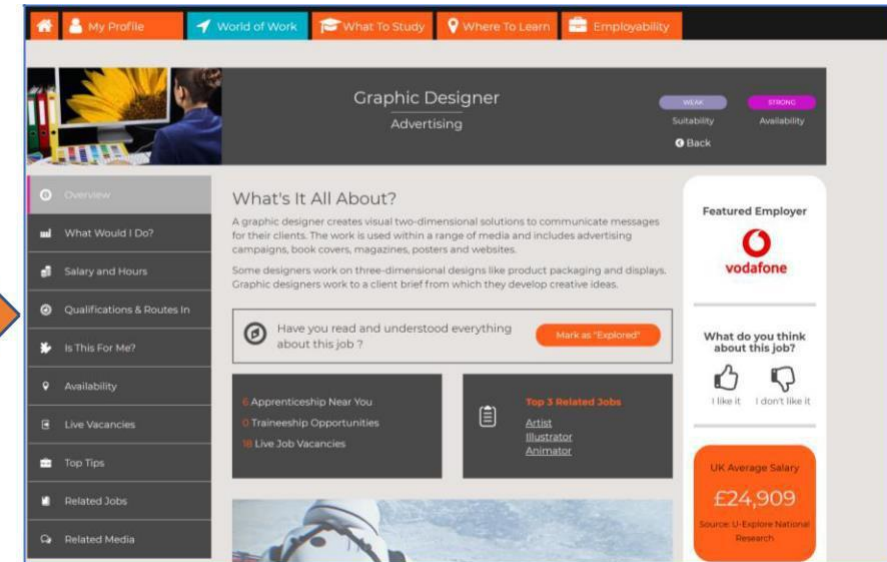 My Profile
World of Work
What To Study
Where To Learn
Employability
Graphic Designer
Advertising
WEAK
Suitability
STRONG
Availability
Back
Overview
What Would I Do?
Salary and Hours
Qualifications & Routes In
Is This For Me?
Availability
Live Vacancies
Top Tips
Related Jobs
Related Media
What's It All About?
A graphic designer creates visual two-dimensional solutions to communicate messages
for their clients. The work is used within a range of media and includes advertising
campaigns, book covers, magazines, posters and websites.
Some designers work on three-dimensional designs like product packaging and displays.
Graphic designers work to a client brief from which they develop creative ideas.
Have you read and understood everything
about this job ?
Mark as "Explored"
6 Apprenticeship Near You
0 Traineeship Opportunities
18 Live Job Vacancies
Top 3 Related Jobs
Artist
Illustrator
Animator
Featured Employer
vodafone
What do you think
about this job?
I like it
I don't like it
UK Average Salary
£24,909
Source: U-Explore National
Research